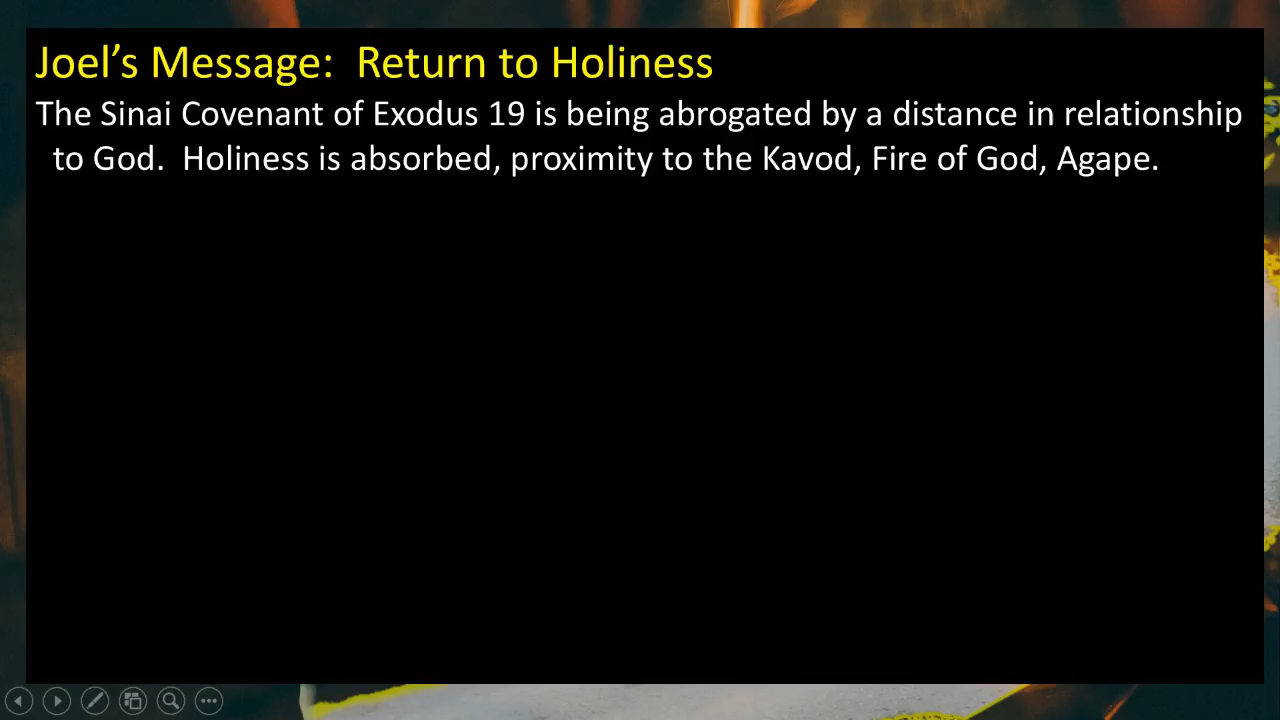 Joel’s Message:  Return to Holiness
The Sinai Covenant of Exodus 19 is being abrogated by a distance in relationship
to God.  Holiness is absorbed, proximity to the Kavod, Fire of God, Agape.